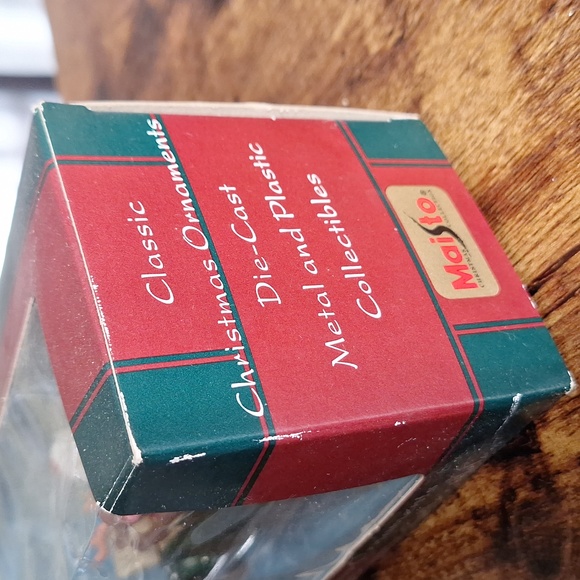 Classic
Christmas Ornaments
Die-Cast
Metal and Plastic
Collectibles
Maisto®